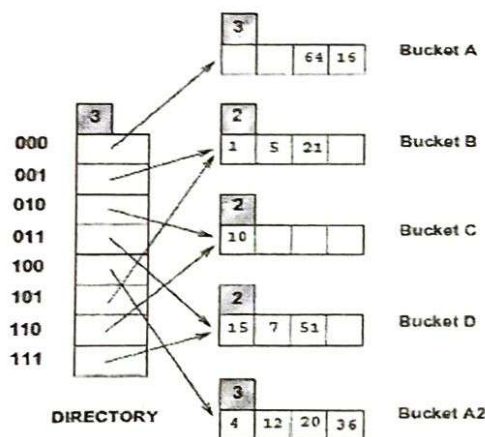 3
64 16
Bucket A
3
000
001
010
011
100
101
110
111
DIRECTORY
2
1 5 21
Bucket B
2
10
Bucket C
2
15 7 51
Bucket D
3
4 12 20 36
Bucket A2